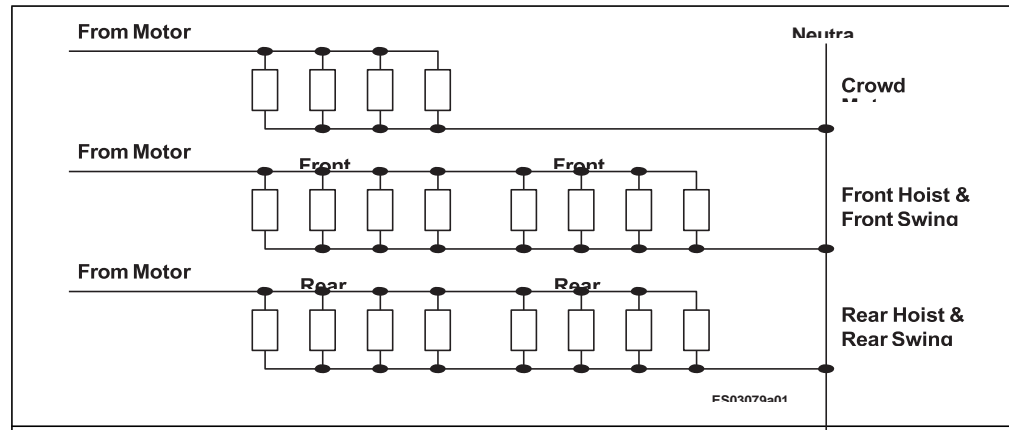 From Motor
Neutra
Crowd
From Motor
Front
Front
Front Hoist &
Front Swing
From Motor
Rear
Rear
Rear Hoist &
Rear Swing
ES03079a01